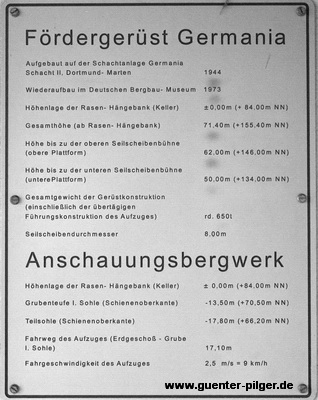 Fördergerüst Germania
Aufgebaut auf der Schachtanlage Germania
Schacht II, Dortmund- Marten 1944
Wiederaufbau im Deutschen Bergbau- Museum 1973
Höhenlage der Rasen- Hängebank (Keller) ±0,00m (+ 84,00m NN)
Gesamthöhe (ab Rasen- Hängebank) 71,40m (+155,40m NN)
Höhe bis zu der oberen Seilscheibenbühne
(obere Plattform) 62,00m (+146,00m NN)
Höhe bis zu der unteren Seilscheibenbühne
(unterePlattform) 50,00m (+134,00m NN)
Gesamtgewicht der Gerüstkonstruktion
(einschließlich der übertägigen
Führungskonstruktion des Aufzuges) rd. 650t
Seilscheibendurchmesser 8,00m
Anschauungsbergwerk
Höhenlage der Rasen- Hängebank (Keller) ± 0,00m (+84,00m NN)
Grubenteufe I. Sohle (Schienenoberkante) -13,50m (+70,50m NN)
Teilsohle (Schienenoberkante) -17,80m (+66,20m NN)
Fahrweg des Aufzuges (Erdgeschoß - Grube
I. Sohle) 17,10m
Fahrgeschwindigkeit des Aufzuges 2,5 m/s = 9 km/h
www.guenter-pilger.de